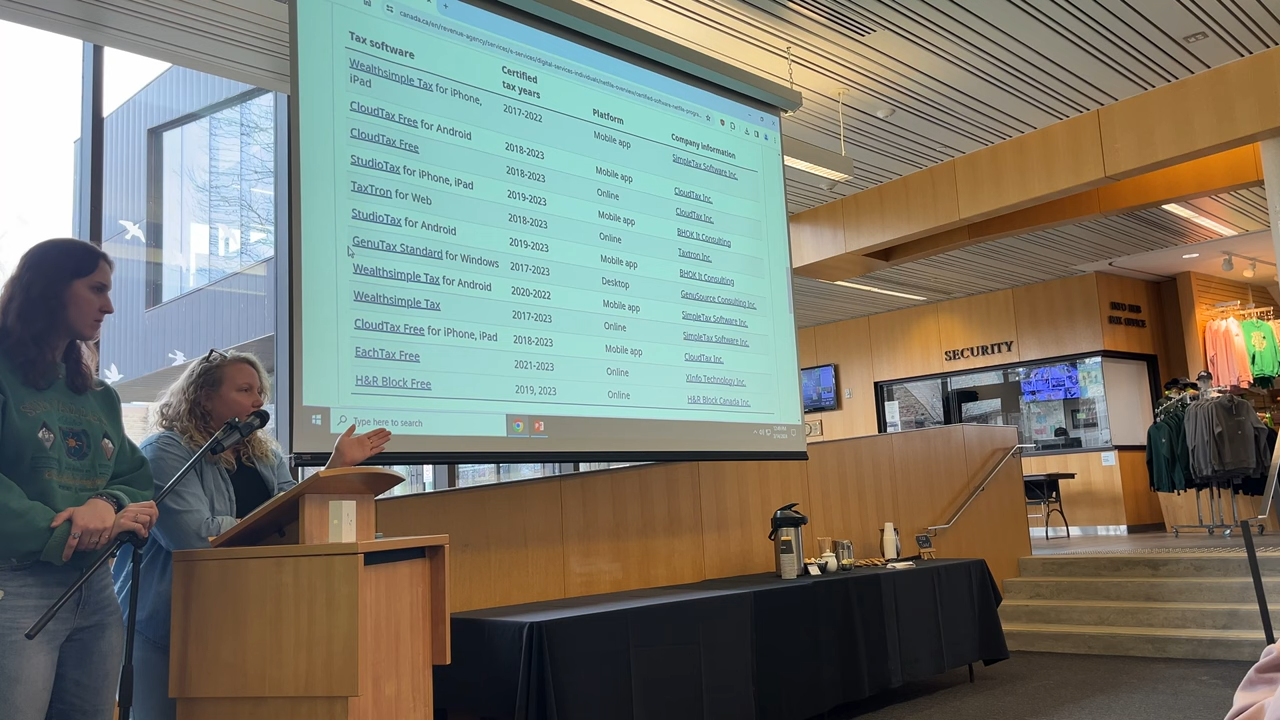 canada.ca/en/revenue-agency/services/e-services/digital-services-individuals/netfile-overview/certified-software-netfile-progra...
Tax software Certified tax years Platform Company information
Wealthsimple Tax for iPhone, iPad 2017-2022 Mobile app SimpleTax Software Inc.
CloudTax Free for Android 2018-2023 Mobile app CloudTax Inc.
CloudTax Free 2018-2023 Online CloudTax Inc.
StudioTax for iPhone, iPad 2019-2023 Mobile app BHOK It Consulting
TaxTron for Web 2018-2023 Online Taxtron Inc.
StudioTax for Android 2019-2023 Mobile app BHOK It Consulting
GenuTax Standard for Windows 2017-2023 Desktop GenuSource Consulting Inc.
Wealthsimple Tax for Android 2020-2022 Mobile app SimpleTax Software Inc.
Wealthsimple Tax 2017-2023 Online SimpleTax Software Inc.
CloudTax Free for iPhone, iPad 2018-2023 Mobile app CloudTax Inc.
EachTax Free 2021-2023 Online Xinfo Technology Inc.
H&R Block Free 2019, 2023 Online H&R Block Canada Inc.
Type here to search
SECURITY
INFO HUB
BOX OFFICE